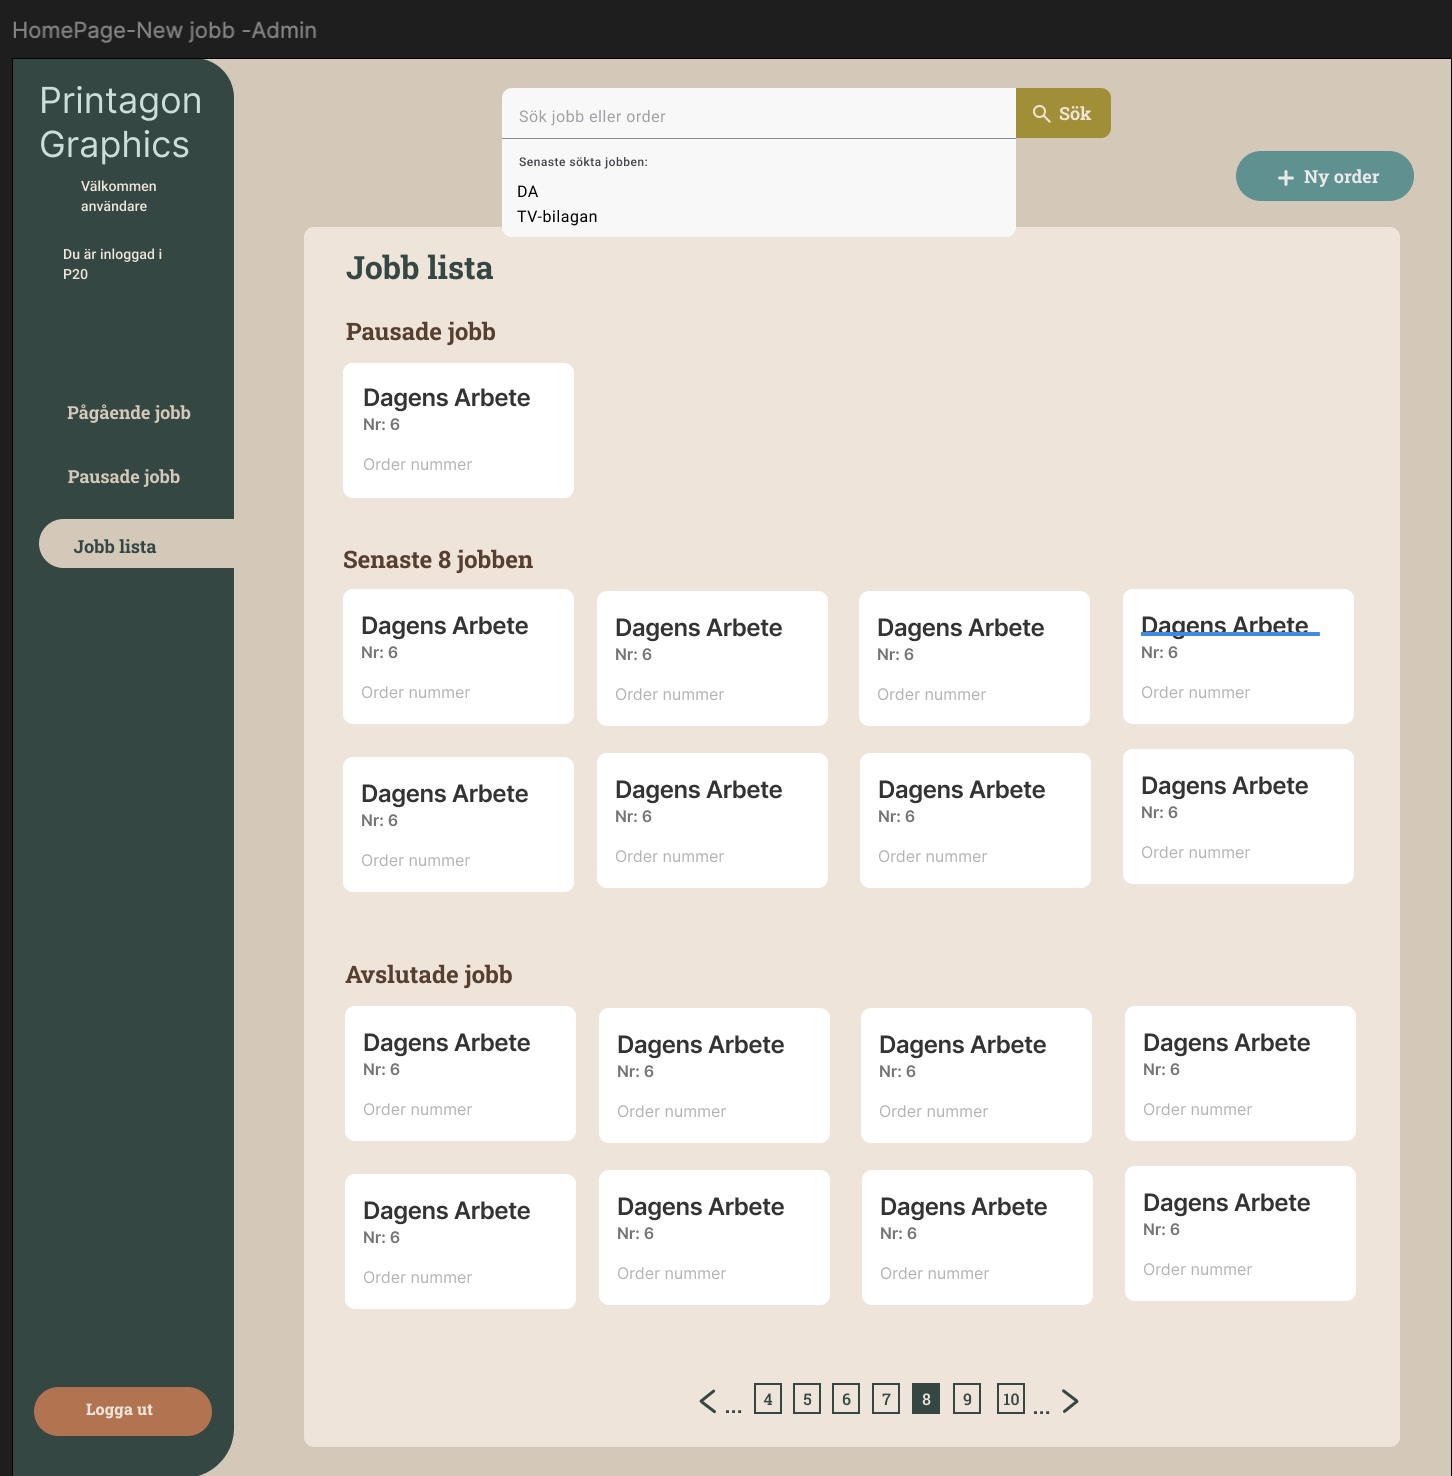 HomePage-New jobb -Admin
Printagon
Graphics
Välkommen
användare
Du är inloggad i
P20
Pågående jobb
Pausade jobb
Jobb lista
Logga ut
Sök jobb eller order
Sök
Senaste sökta jobben:
DA
TV-bilagan
+ Ny order
Jobb lista
Pausade jobb
Dagens Arbete
Nr: 6
Order nummer
Senaste 8 jobben
Dagens Arbete
Nr: 6
Order nummer
Dagens Arbete
Nr: 6
Order nummer
Dagens Arbete
Nr: 6
Order nummer
Dagens Arbete
Nr: 6
Order nummer
Dagens Arbete
Nr: 6
Order nummer
Dagens Arbete
Nr: 6
Order nummer
Dagens Arbete
Nr: 6
Order nummer
Dagens Arbete
Nr: 6
Order nummer
Avslutade jobb
Dagens Arbete
Nr: 6
Order nummer
Dagens Arbete
Nr: 6
Order nummer
Dagens Arbete
Nr: 6
Order nummer
Dagens Arbete
Nr: 6
Order nummer
Dagens Arbete
Nr: 6
Order nummer
Dagens Arbete
Nr: 6
Order nummer
Dagens Arbete
Nr: 6
Order nummer
Dagens Arbete
Nr: 6
Order nummer
< ... 4 5 6 7 8 9 10 ... >